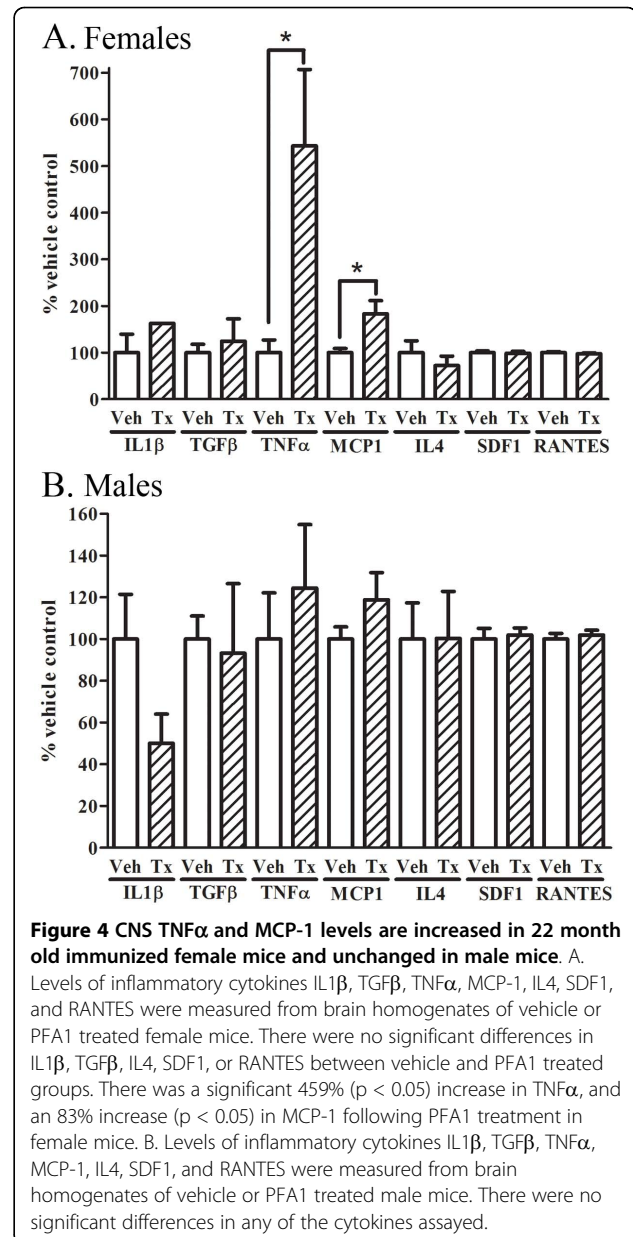 A. Females
% vehicle control
700
600
500
400
300
200
100
0
*
*
Veh Tx Veh Tx Veh Tx Veh Tx Veh Tx Veh Tx Veh Tx
IL1β TGFβ TNFα MCP1 IL4 SDF1 RANTES
B. Males
% vehicle control
160
140
120
100
80
60
40
20
0
Veh Tx Veh Tx Veh Tx Veh Tx Veh Tx Veh Tx Veh Tx
IL1β TGFβ TNFα MCP1 IL4 SDF1 RANTES
Figure 4 CNS TNFα and MCP-1 levels are increased in 22 month
old immunized female mice and unchanged in male mice. A.
Levels of inflammatory cytokines IL1β, TGFβ, TNFα, MCP-1, IL4, SDF1,
and RANTES were measured from brain homogenates of vehicle or
PFA1 treated female mice. There were no significant differences in
IL1β, TGFβ, IL4, SDF1, or RANTES between vehicle and PFA1 treated
groups. There was a significant 459% (p < 0.05) increase in TNFα, and
an 83% increase (p < 0.05) in MCP-1 following PFA1 treatment in
female mice. B. Levels of inflammatory cytokines IL1β, TGFβ, TNFα,
MCP-1, IL4, SDF1, and RANTES were measured from brain
homogenates of vehicle or PFA1 treated male mice. There were no
significant differences in any of the cytokines assayed.